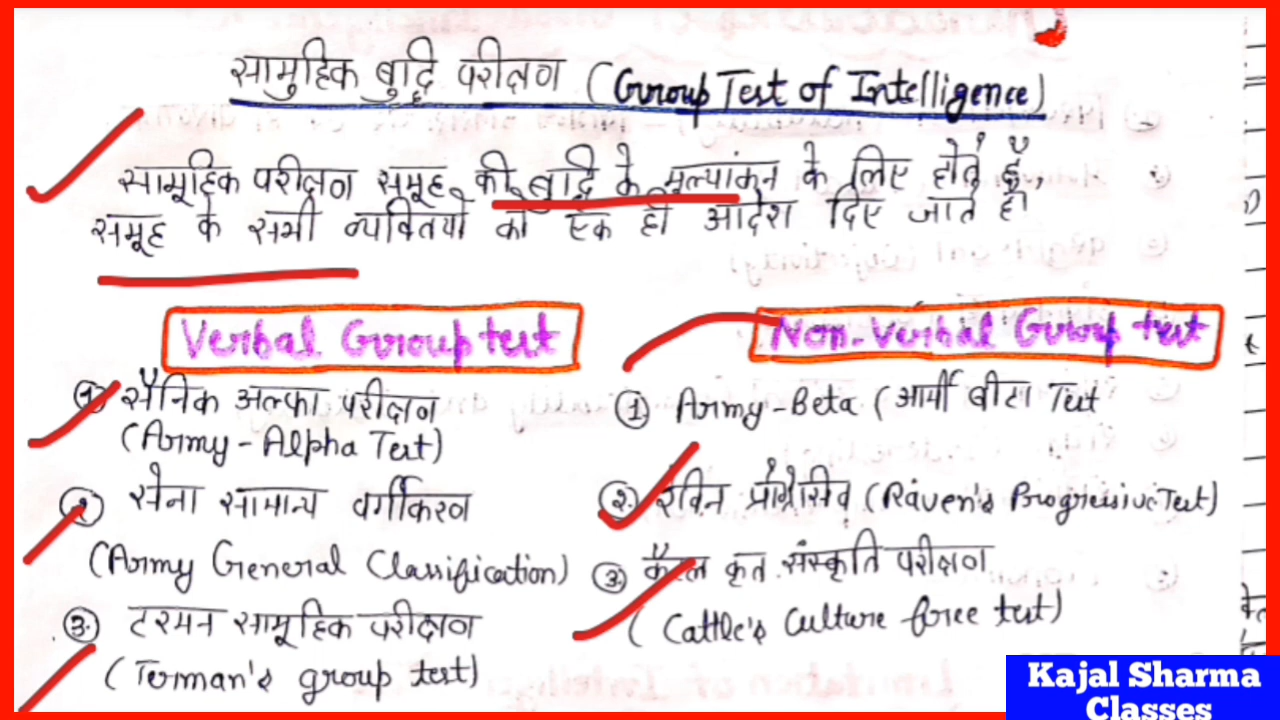 सामुहिक बुद्धि परीक्षण (Group Test of Intelligence)
सामूहिक परीक्षण समूह की बुद्धि के मूल्यांकन के लिए होते हैं,
समूह के सभी व्यक्तियों को एक ही आदेश दिए जाते हैं
Verbal Group test
① सैनिक अल्फा परीक्षण
(Army-Alpha Test)
② सेना सामान्य वर्गीकरण
(Army General Classification)
③ टरमन सामूहिक परीक्षण
(Terman's group test)
Non-Verbal Group test
① Army-Beta (आर्मी बीटा Test
② रेविन प्रोग्रेसिव (Raven's Progressive Test)
③ कैटल कृत संस्कृति परीक्षण
(Cattle's Culture free test)
Kajal Sharma
Classes